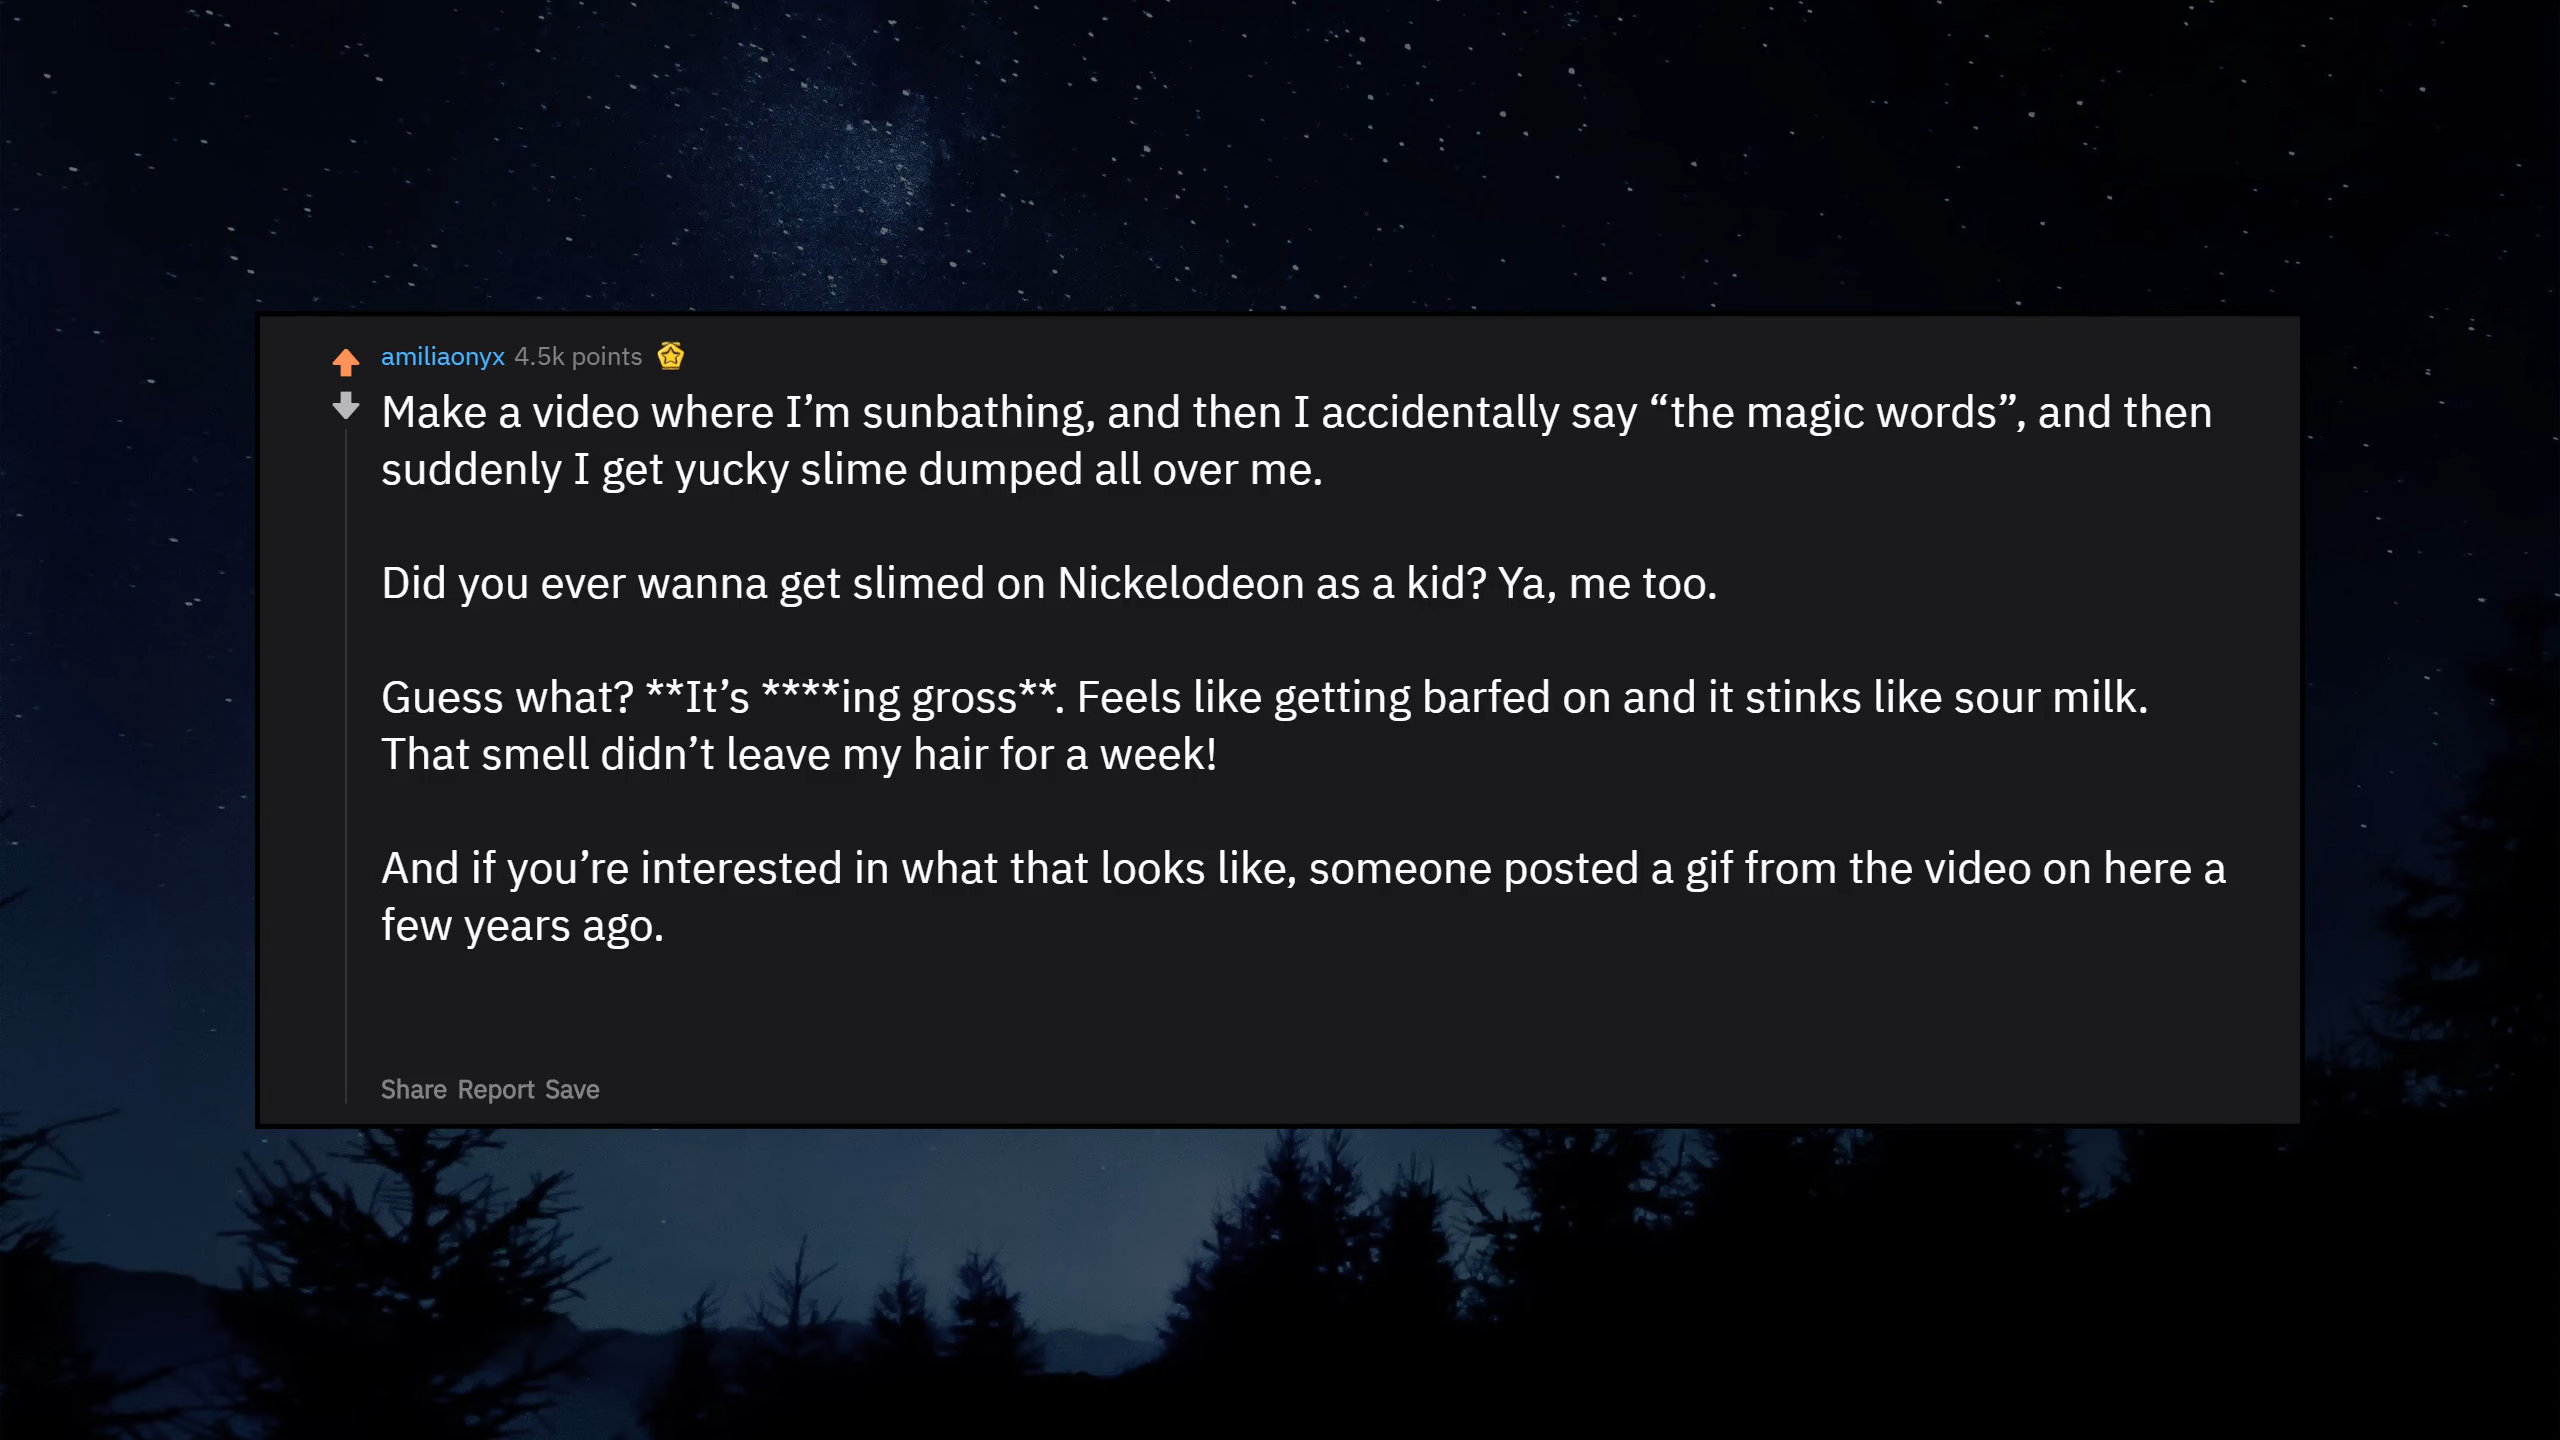 amiliaonyx 4.5k points
Make a video where I’m sunbathing, and then I accidentally say “the magic words”, and then
suddenly I get yucky slime dumped all over me.
Did you ever wanna get slimed on Nickelodeon as a kid? Ya, me too.
Guess what? **It’s ****ing gross**. Feels like getting barfed on and it stinks like sour milk.
That smell didn’t leave my hair for a week!
And if you’re interested in what that looks like, someone posted a gif from the video on here a
few years ago.
Share Report Save